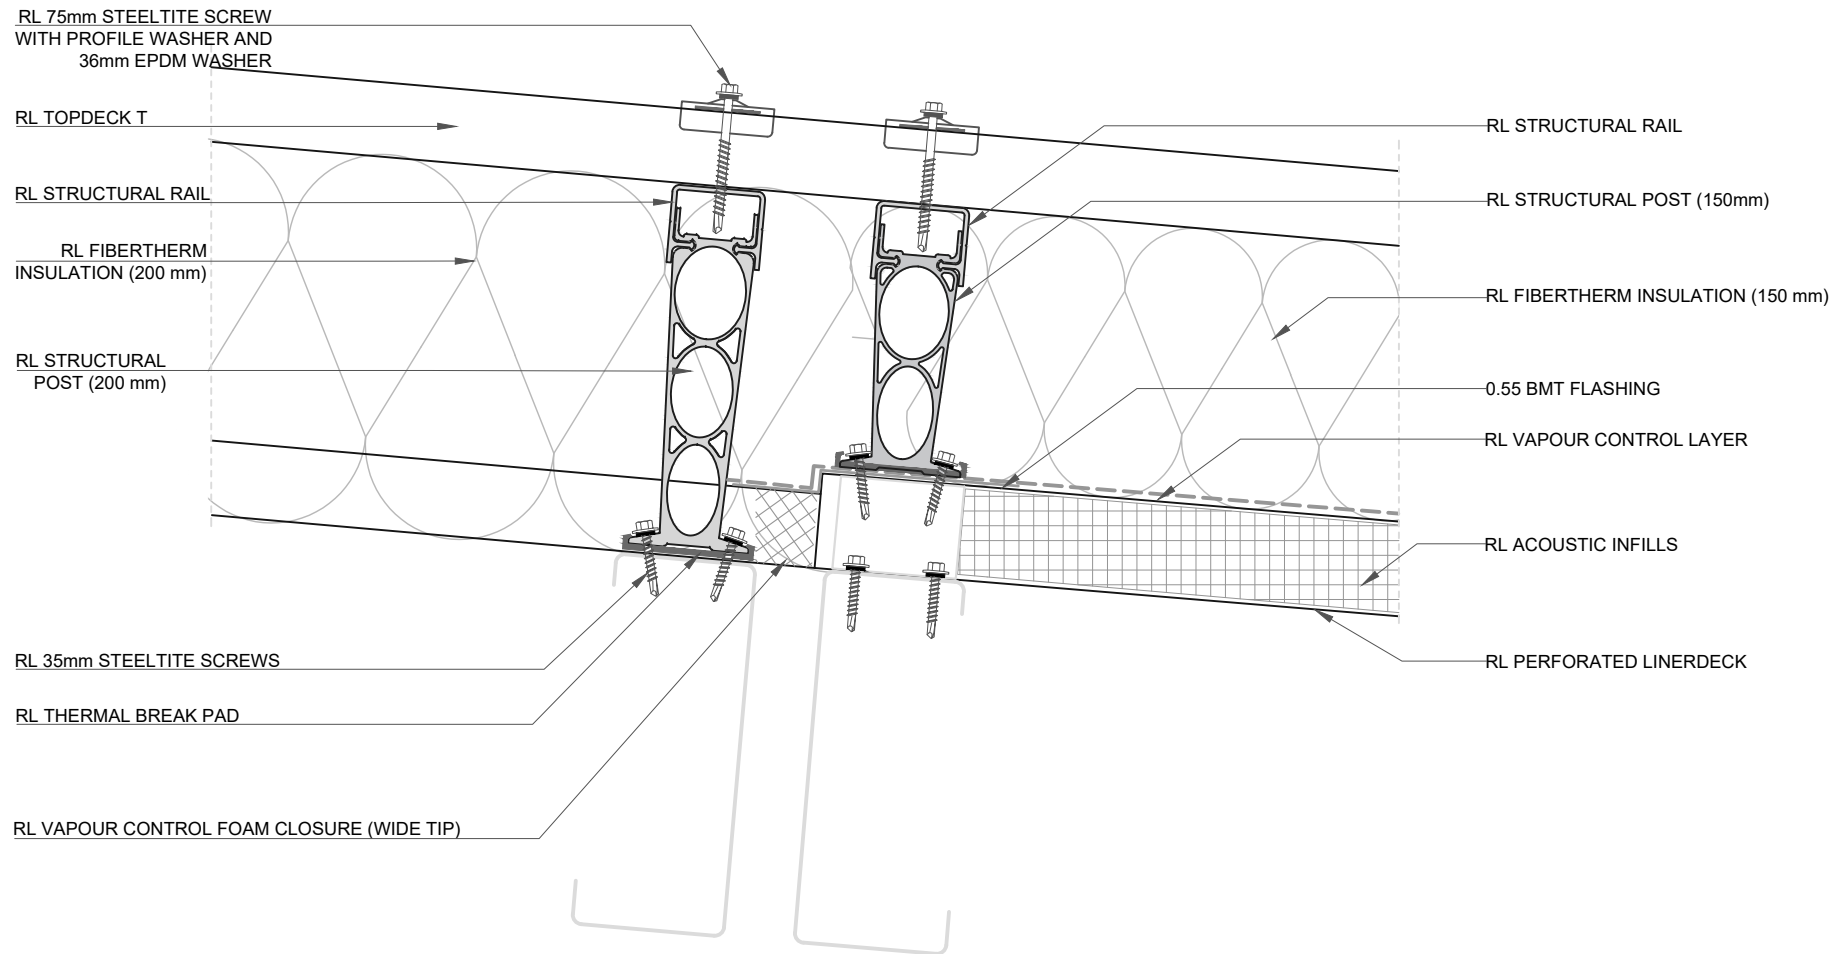 RL 75mm STEELTITE SCREW
WITH PROFILE WASHER AND
36mm EPDM WASHER
RL TOPDECK T
RL STRUCTURAL RAIL
RL FIBERTHERM
INSULATION (200 mm)
RL STRUCTURAL
POST (200 mm)
RL 35mm STEELTITE SCREWS
RL THERMAL BREAK PAD
RL VAPOUR CONTROL FOAM CLOSURE (WIDE TIP)
RL STRUCTURAL RAIL
RL STRUCTURAL POST (150mm)
RL FIBERTHERM INSULATION (150 mm)
0.55 BMT FLASHING
RL VAPOUR CONTROL LAYER
RL ACOUSTIC INFILLS
RL PERFORATED LINERDECK